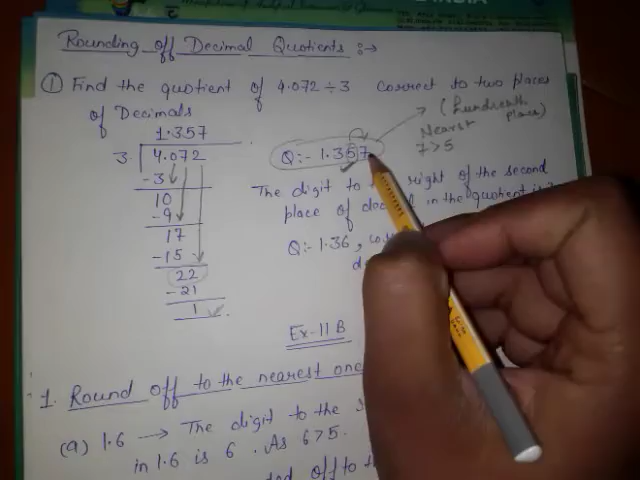 Rounding off Decimal Quotients :-→
① Find the quotient of 4.072 ÷ 3 correct to two places
of Decimals
(hundredth place)
Nearest
7 > 5
1.357
3 4.072
-3
10
-9
17
-15
22
-21
1
Q:- 1.357
The digit to the right of the second
place of in the quotient is
Q:- 1.36,
Ex-11 B
1. Round off to the nearest
(a) 1.6 → The digit to the
in 1.6 is 6. As 6 > 5.
off to